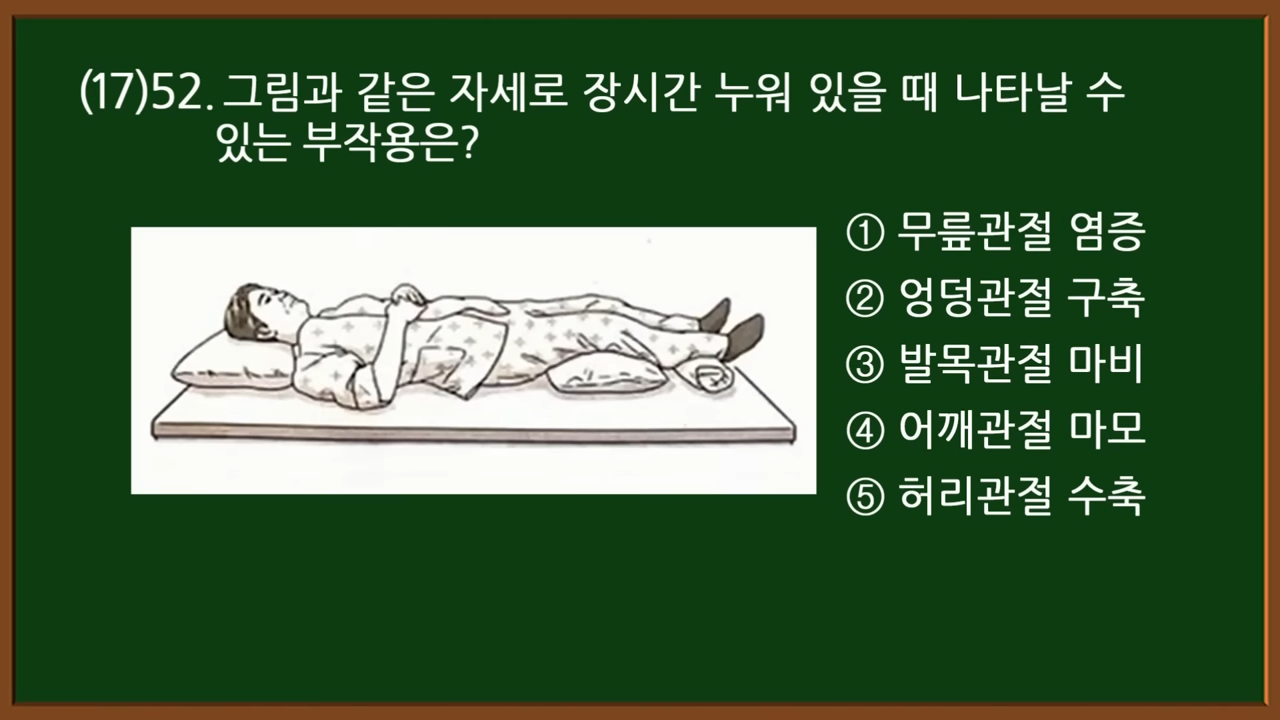 (17)52. 그림과 같은 자세로 장시간 누워 있을 때 나타날 수
있는 부작용은?
① 무릎관절 염증
② 엉덩관절 구축
③ 발목관절 마비
④ 어깨관절 마모
⑤ 허리관절 수축